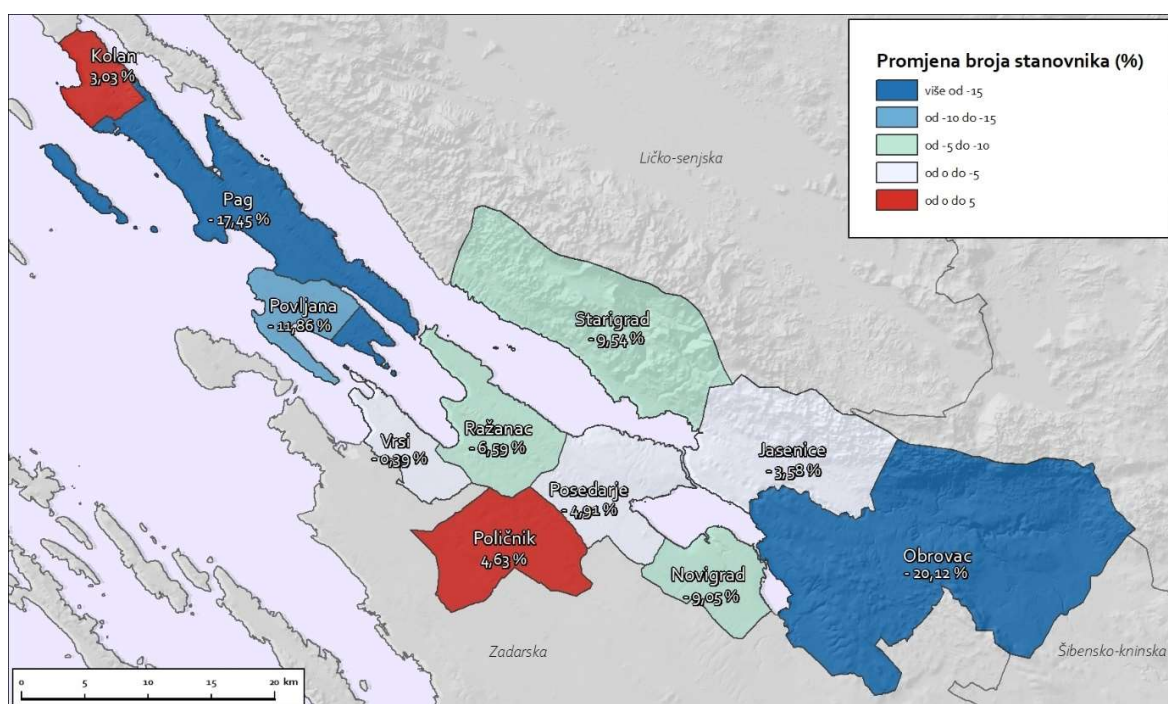 Promjena broja stanovnika (%)
više od -15
od -10 do -15
od -5 do -10
od 0 do -5
od 0 do 5
Kolan
3,03 %
Ličko-senjska
Pag
- 17,45 %
Povljana
- 11,86 %
Starigrad
- 9,54 %
Ražanac
- 6,59 %
Vrsi
- 0,39 %
Jasenice
- 3,58 %
Posedarje
- 4,91 %
Poličnik
4,63 %
Obrovac
- 20,12 %
Novigrad
- 9,05 %
Zadarska
Šibensko-kninska
0 5 10 15 20 km